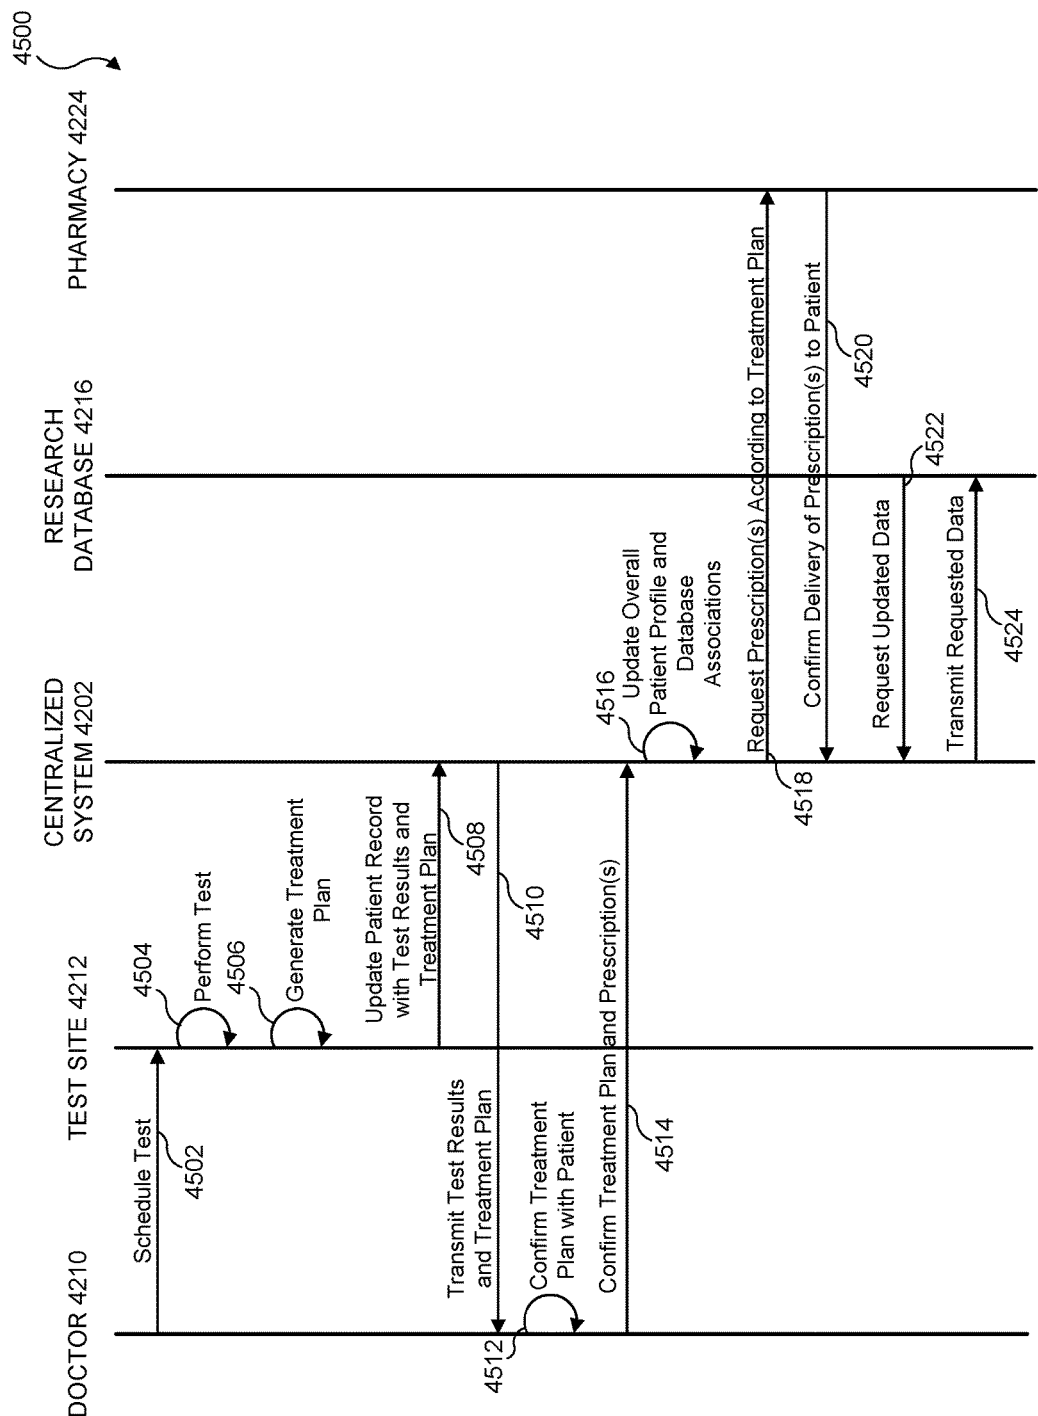 4500
DOCTOR 4210
TEST SITE 4212
CENTRALIZED
SYSTEM 4202
RESEARCH
DATABASE 4216
PHARMACY 4224
Schedule Test
4502
4504
Perform Test
4506
Generate Treatment
Plan
Update Patient Record
with Test Results and
Treatment Plan
4508
Transmit Test Results
and Treatment Plan
4510
4512
Confirm Treatment
Plan with Patient
Confirm Treatment Plan and Prescription(s)
4514
4516
Update Overall
Patient Profile and
Database
Associations
Request Prescription(s) According to Treatment Plan
4518
Confirm Delivery of Prescription(s) to Patient
4520
Request Updated Data
4522
Transmit Requested Data
4524